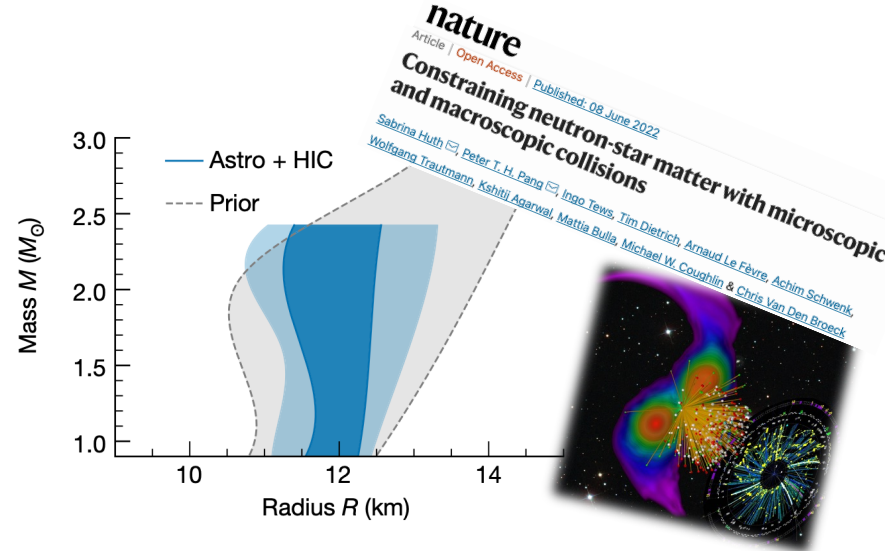 nature
Article | Open Access | Published: 08 June 2022
Constraining neutron-star matter with microscopic
and macroscopic collisions
Sabrina Huth, Peter T. H. Pang, Ingo Tews, Tim Dietrich, Arnaud Le Fèvre, Achim Schwenk,
Wolfgang Trautmann, Kshitij Agarwal, Mattia Bulla, Michael W. Coughlin & Chris Van Den Broeck
Astro + HIC
Prior
Mass M (M⊙)
3.0
2.5
2.0
1.5
1.0
10 12 14
Radius R (km)